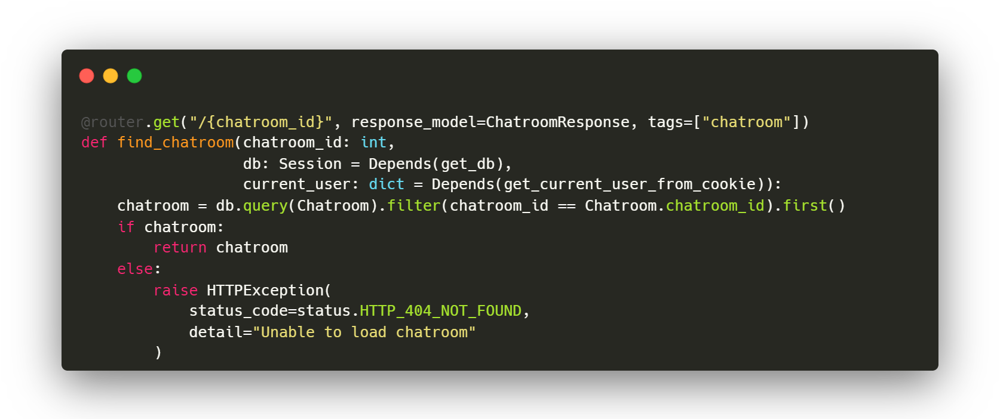 @router.get("/{chatroom_id}", response_model=ChatroomResponse, tags=["chatroom"])
def find_chatroom(chatroom_id: int,
                  db: Session = Depends(get_db),
                  current_user: dict = Depends(get_current_user_from_cookie)):
    chatroom = db.query(Chatroom).filter(chatroom_id == Chatroom.chatroom_id).first()
    if chatroom:
        return chatroom
    else:
        raise HTTPException(
            status_code=status.HTTP_404_NOT_FOUND,
            detail="Unable to load chatroom"
        )